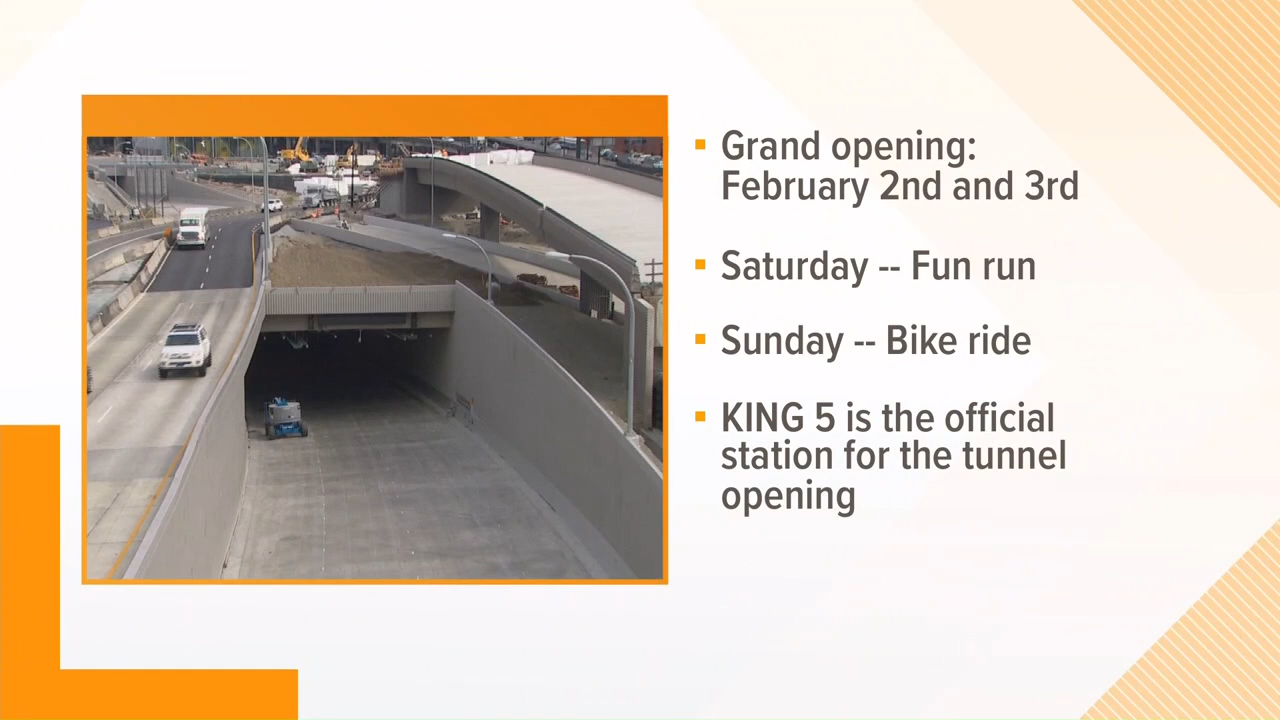 Grand opening:
February 2nd and 3rd
Saturday -- Fun run
Sunday -- Bike ride
KING 5 is the official
station for the tunnel
opening